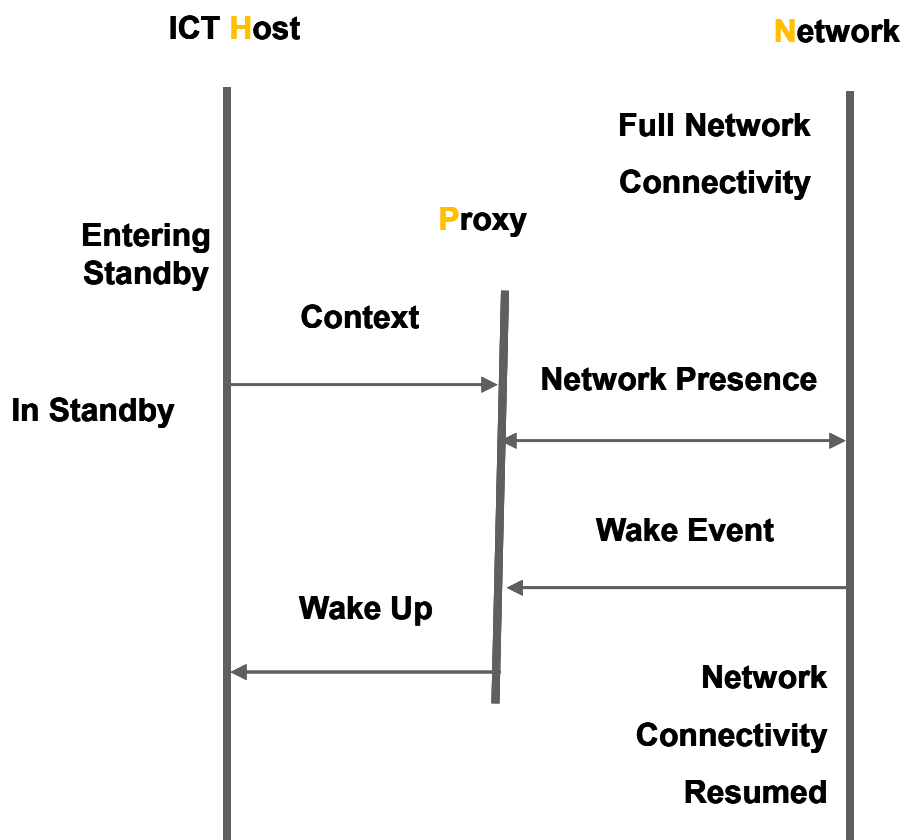 ICT Host
Network
Full Network
Connectivity
Proxy
Entering
Standby
Context
Network Presence
In Standby
Wake Event
Wake Up
Network
Connectivity
Resumed